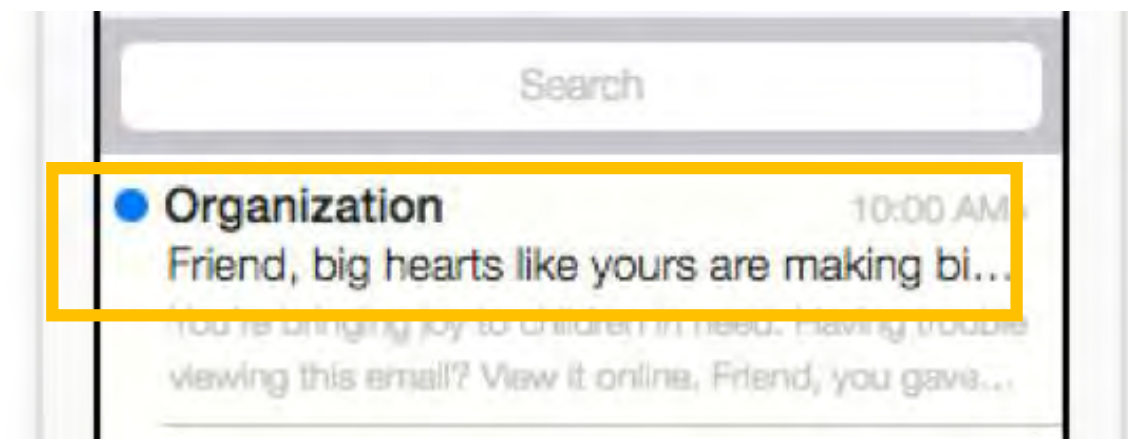 Search
Organization 10:00 AM
Friend, big hearts like yours are making bi...
You're bringing joy to children in need. Having trouble
viewing this email? View it online. Friend, you gave...